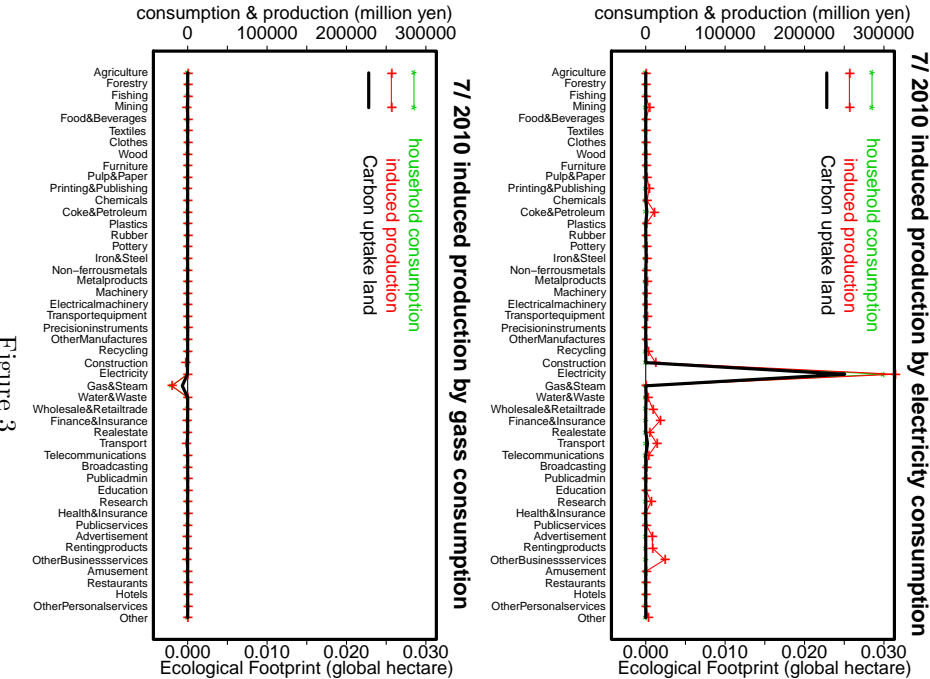 consumption & production (million yen)
0 100000 200000 300000
Agriculture
Forestry
Fishing
Mining
Food&Beverages
Textiles
Clothes
Wood
Furniture
Pulp&Paper
Printing&Publishing
Chemicals
Coke&Petroleum
Plastics
Rubber
Pottery
Iron&Steel
Non−ferrousmetals
Metalproducts
Machinery
Electricalmachinery
Transportequipment
Precisioninstruments
OtherManufactures
Recycling
Construction
Electricity
Gas&Steam
Water&Waste
Wholesale&Retailtrade
Finance&Insurance
Realestate
Transport
Telecommunications
Broadcasting
Publicadmin
Education
Research
Health&Insurance
Publicservices
Advertisement
Rentingproducts
OtherBusinessservices
Amusement
Restaurants
Hotels
OtherPersonalservices
Other
0.000 0.010 0.020 0.030
Ecological Footprint (global hectare)
household consumption
induced production
Carbon uptake land
7/ 2010 induced production by gass consumption
consumption & production (million yen)
0 100000 200000 300000
Agriculture
Forestry
Fishing
Mining
Food&Beverages
Textiles
Clothes
Wood
Furniture
Pulp&Paper
Printing&Publishing
Chemicals
Coke&Petroleum
Plastics
Rubber
Pottery
Iron&Steel
Non−ferrousmetals
Metalproducts
Machinery
Electricalmachinery
Transportequipment
Precisioninstruments
OtherManufactures
Recycling
Construction
Electricity
Gas&Steam
Water&Waste
Wholesale&Retailtrade
Finance&Insurance
Realestate
Transport
Telecommunications
Broadcasting
Publicadmin
Education
Research
Health&Insurance
Publicservices
Advertisement
Rentingproducts
OtherBusinessservices
Amusement
Restaurants
Hotels
OtherPersonalservices
Other
0.000 0.010 0.020 0.030
Ecological Footprint (global hectare)
household consumption
induced production
Carbon uptake land
7/ 2010 induced production by electricity consumption
Figure 3